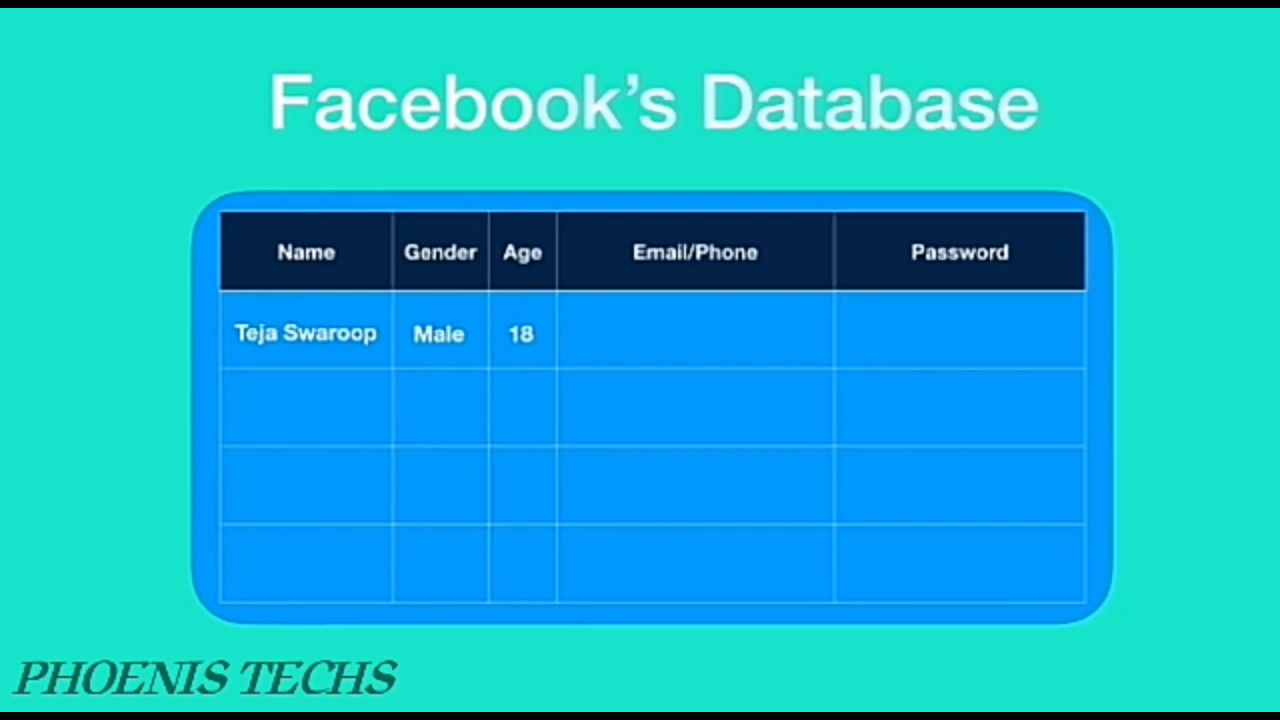 Facebook’s Database
Name Gender Age Email/Phone Password
Teja Swaroop Male 18
PHOENIS TECHS